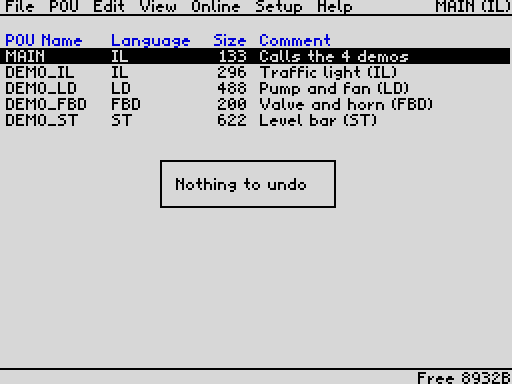 File POU Edit View Online Setup Help MAIN (IL)
POU Name Language Size Comment
MAIN IL 133 Calls the 4 demos
DEMO_IL IL 296 Traffic light (IL)
DEMO_LD LD 488 Pump and fan (LD)
DEMO_FBD FBD 200 Valve and horn (FBD)
DEMO_ST ST 622 Level bar (ST)
Nothing to undo
Free 8932B